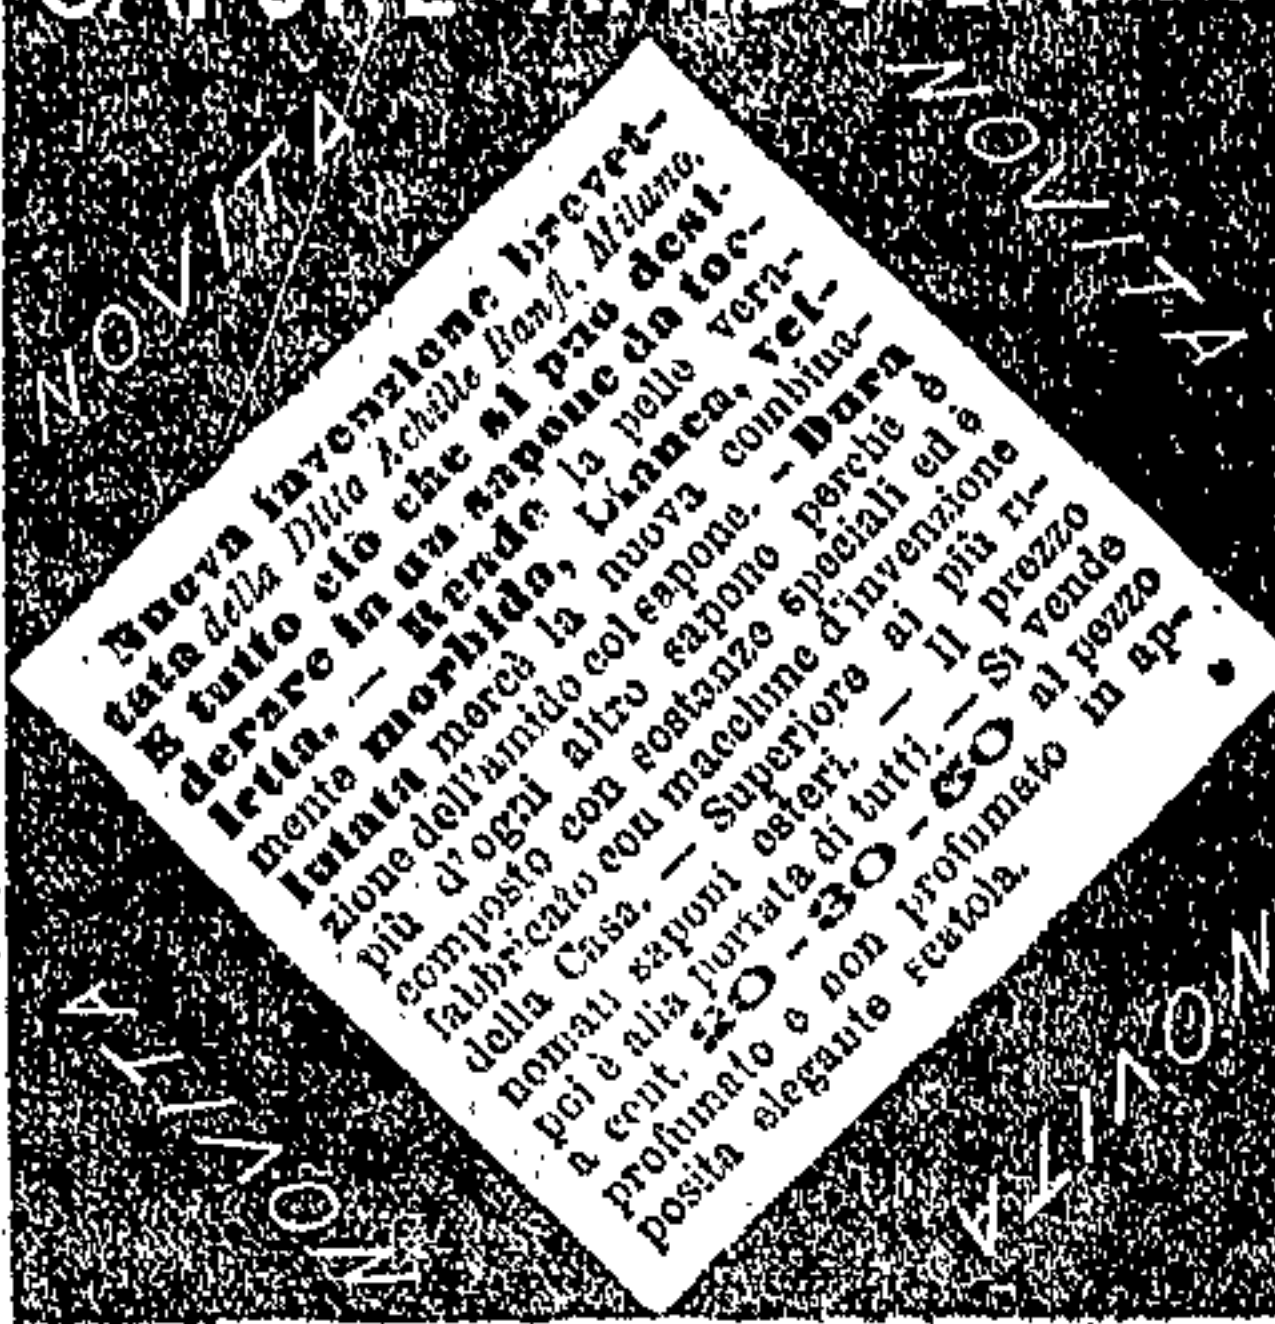 NOVITÀ
NOVITÀ
Nuova invenzione brevet-
tata della Ditta Achille Banfi, Milano.
E tutto ciò che si può desi-
derare in un sapone da toc-
letta. — Rende la pelle vera-
mente morbida, bianca, vel-
lutata mercè la nuova combina-
zione dell'amido col sapone. - Dura
più d'ogni altro sapone perchè è
composto con sostanze speciali ed è
fabbricato con macchine d'invenzione
della Casa. — Superiore ai più ri-
nomati saponi esteri. — Il prezzo
poi è alla portata di tutti. — Si vende
a cent. 20 - 30 - 50 al pezzo
profumato e non profumato in ap-
posita elegante scatola.
NOVITÀ
NOVITÀ